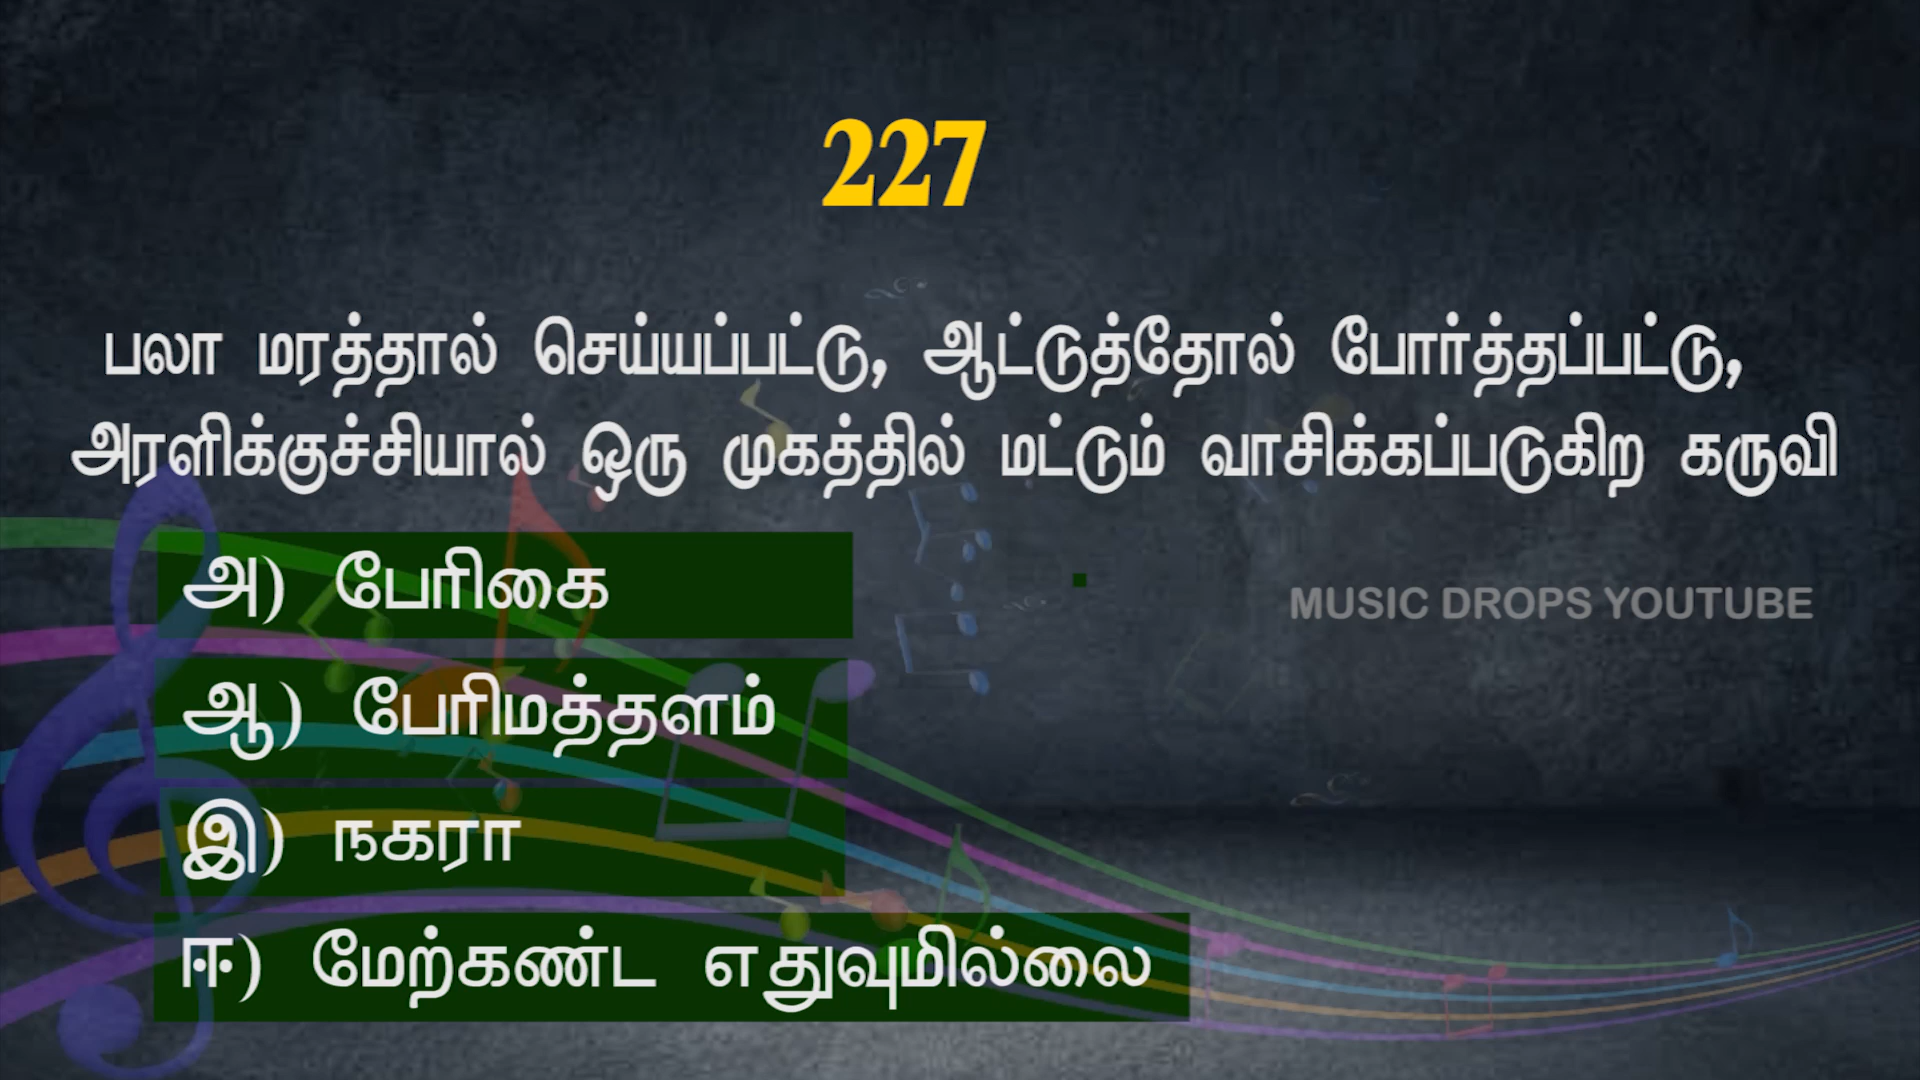 227
பலா மரத்தால் செய்யப்பட்டு, ஆட்டுத்தோல் போர்த்தப்பட்டு,
அரளிக்குச்சியால் ஒரு முகத்தில் மட்டும் வாசிக்கப்படுகிற கருவி
அ) பேரிகை
MUSIC DROPS YOUTUBE
ஆ) பேரிமத்தளம்
இ) நகரா
ஈ) மேற்கண்ட எதுவுமில்லை